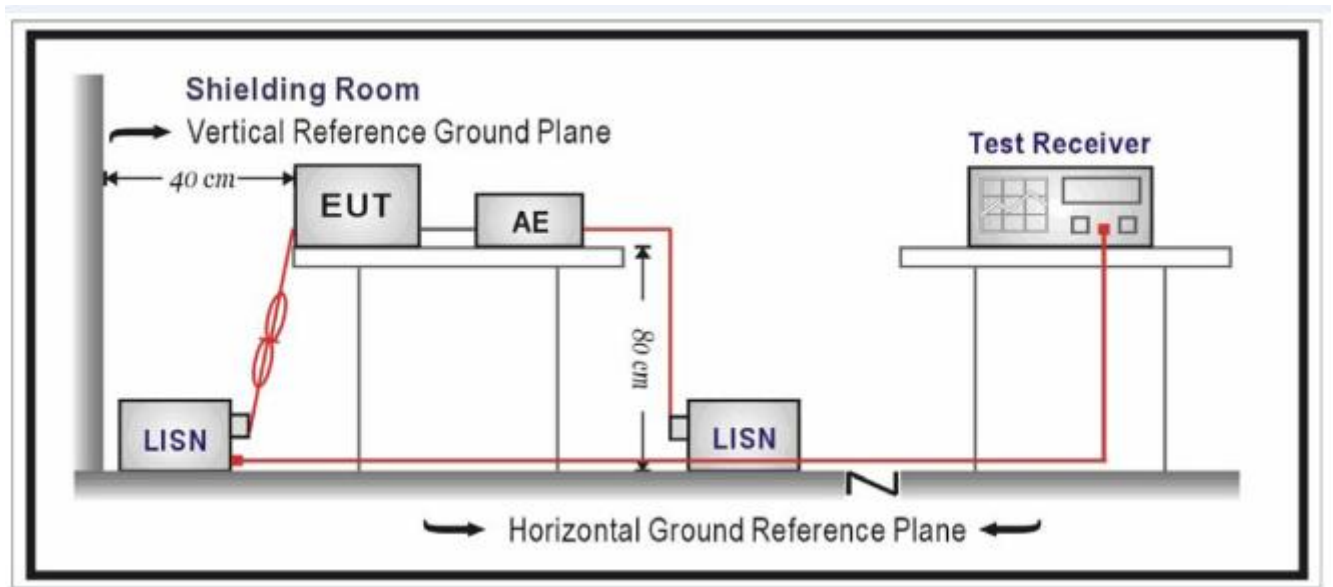 Shielding Room
Vertical Reference Ground Plane
Test Receiver
40 cm
EUT
AE
80 cm
LISN
LISN
Horizontal Ground Reference Plane